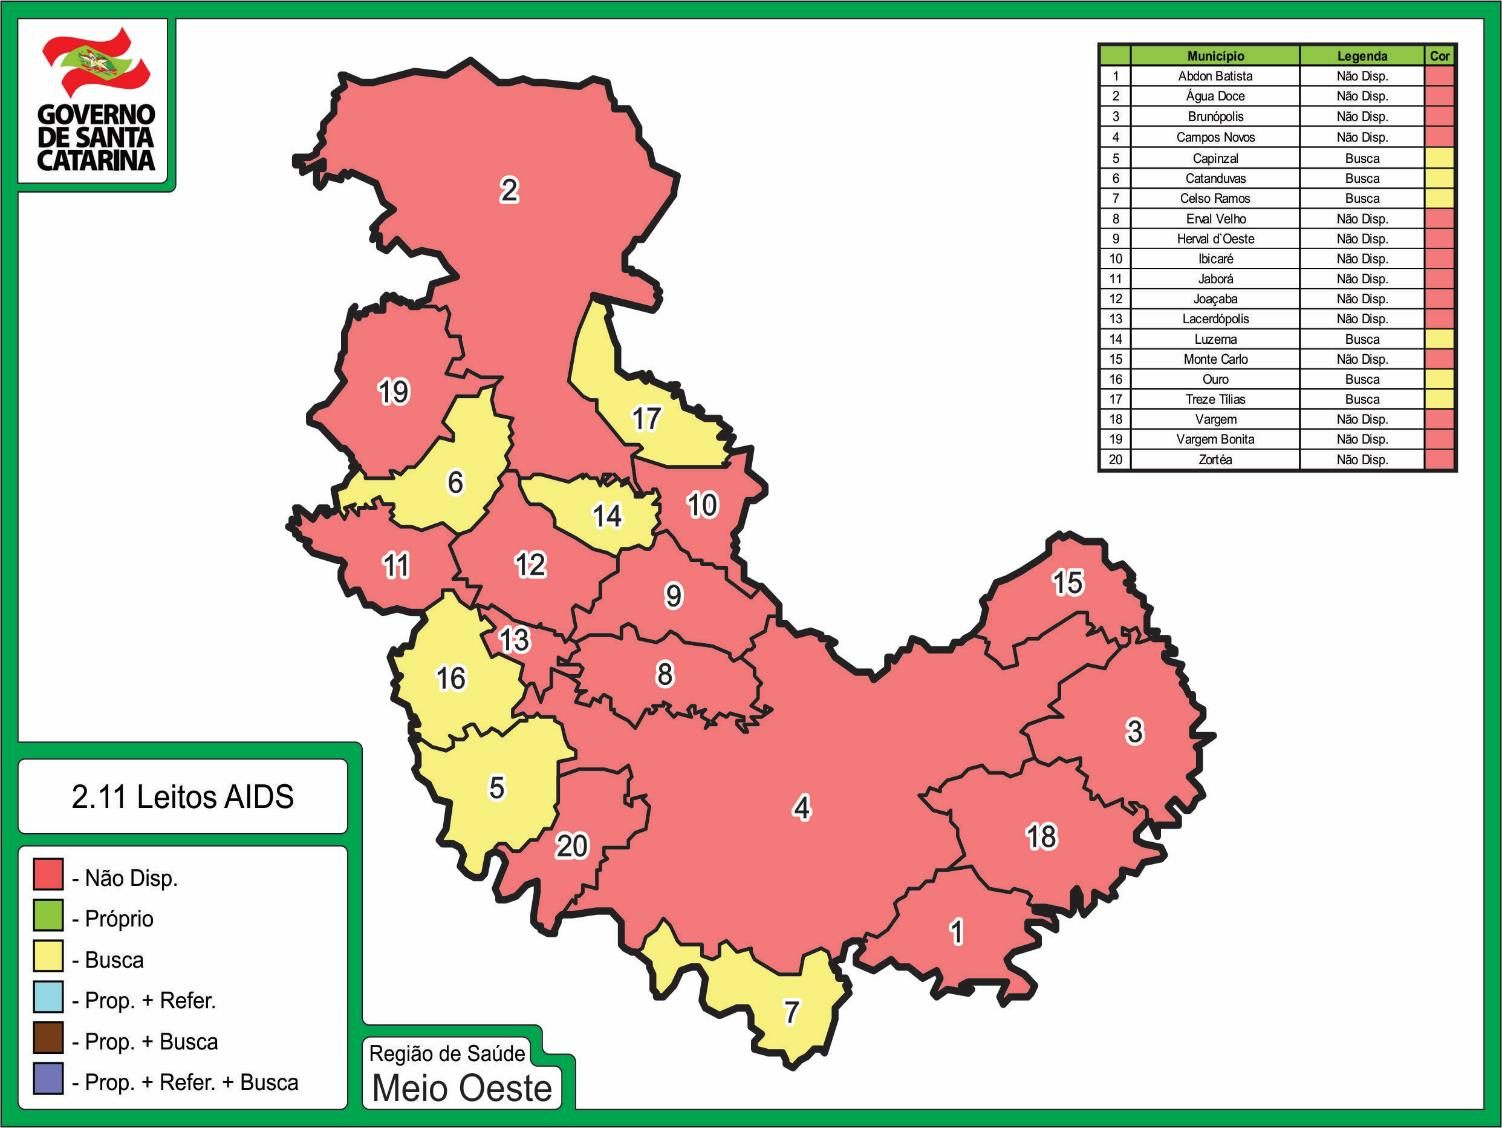 GOVERNO
DE SANTA
CATARINA
Município Legenda Cor
1 Abdon Batista Não Disp.
2 Água Doce Não Disp.
3 Brunópolis Não Disp.
4 Campos Novos Não Disp.
5 Capinzal Busca
6 Catanduvas Busca
7 Celso Ramos Busca
8 Erval Velho Não Disp.
9 Herval d`Oeste Não Disp.
10 Ibicaré Não Disp.
11 Jaborá Não Disp.
12 Joaçaba Não Disp.
13 Lacerdópolis Não Disp.
14 Luzerna Busca
15 Monte Carlo Não Disp.
16 Ouro Busca
17 Treze Tílias Busca
18 Vargem Não Disp.
19 Vargem Bonita Não Disp.
20 Zortéa Não Disp.
2
19
17
6
14
10
11
12
9
15
13
16
8
3
5
4
20
18
1
7
2.11 Leitos AIDS
- Não Disp.
- Próprio
- Busca
- Prop. + Refer.
- Prop. + Busca
- Prop. + Refer. + Busca
Região de Saúde
Meio Oeste